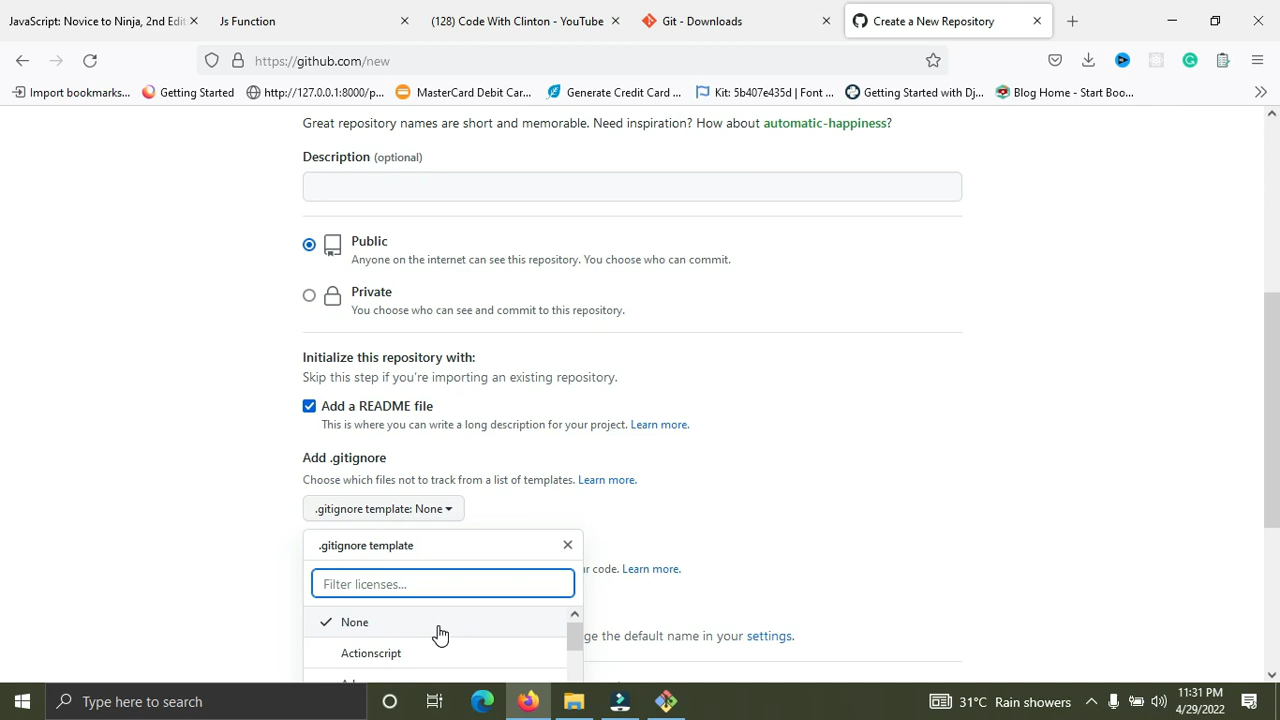 JavaScript: Novice to Ninja, 2nd Edit
Js Function
(128) Code With Clinton - YouTube
Git - Downloads
Create a New Repository
https://github.com/new
Import bookmarks...
Getting Started
http://127.0.0.1:8000/p...
MasterCard Debit Car...
Generate Credit Card ...
Kit: 5b407e435d | Font ...
Getting Started with Dj...
Blog Home - Start Boo...
Great repository names are short and memorable. Need inspiration? How about automatic-happiness?
Description (optional)
Public
Anyone on the internet can see this repository. You choose who can commit.
Private
You choose who can see and commit to this repository.
Initialize this repository with:
Skip this step if you're importing an existing repository.
Add a README file
This is where you can write a long description for your project. Learn more.
Add .gitignore
Choose which files not to track from a list of templates. Learn more.
.gitignore template: None
.gitignore template
ur code. Learn more.
Filter licenses...
None
ge the default name in your settings.
Actionscript
Type here to search
31°C Rain showers
11:31 PM
4/29/2022